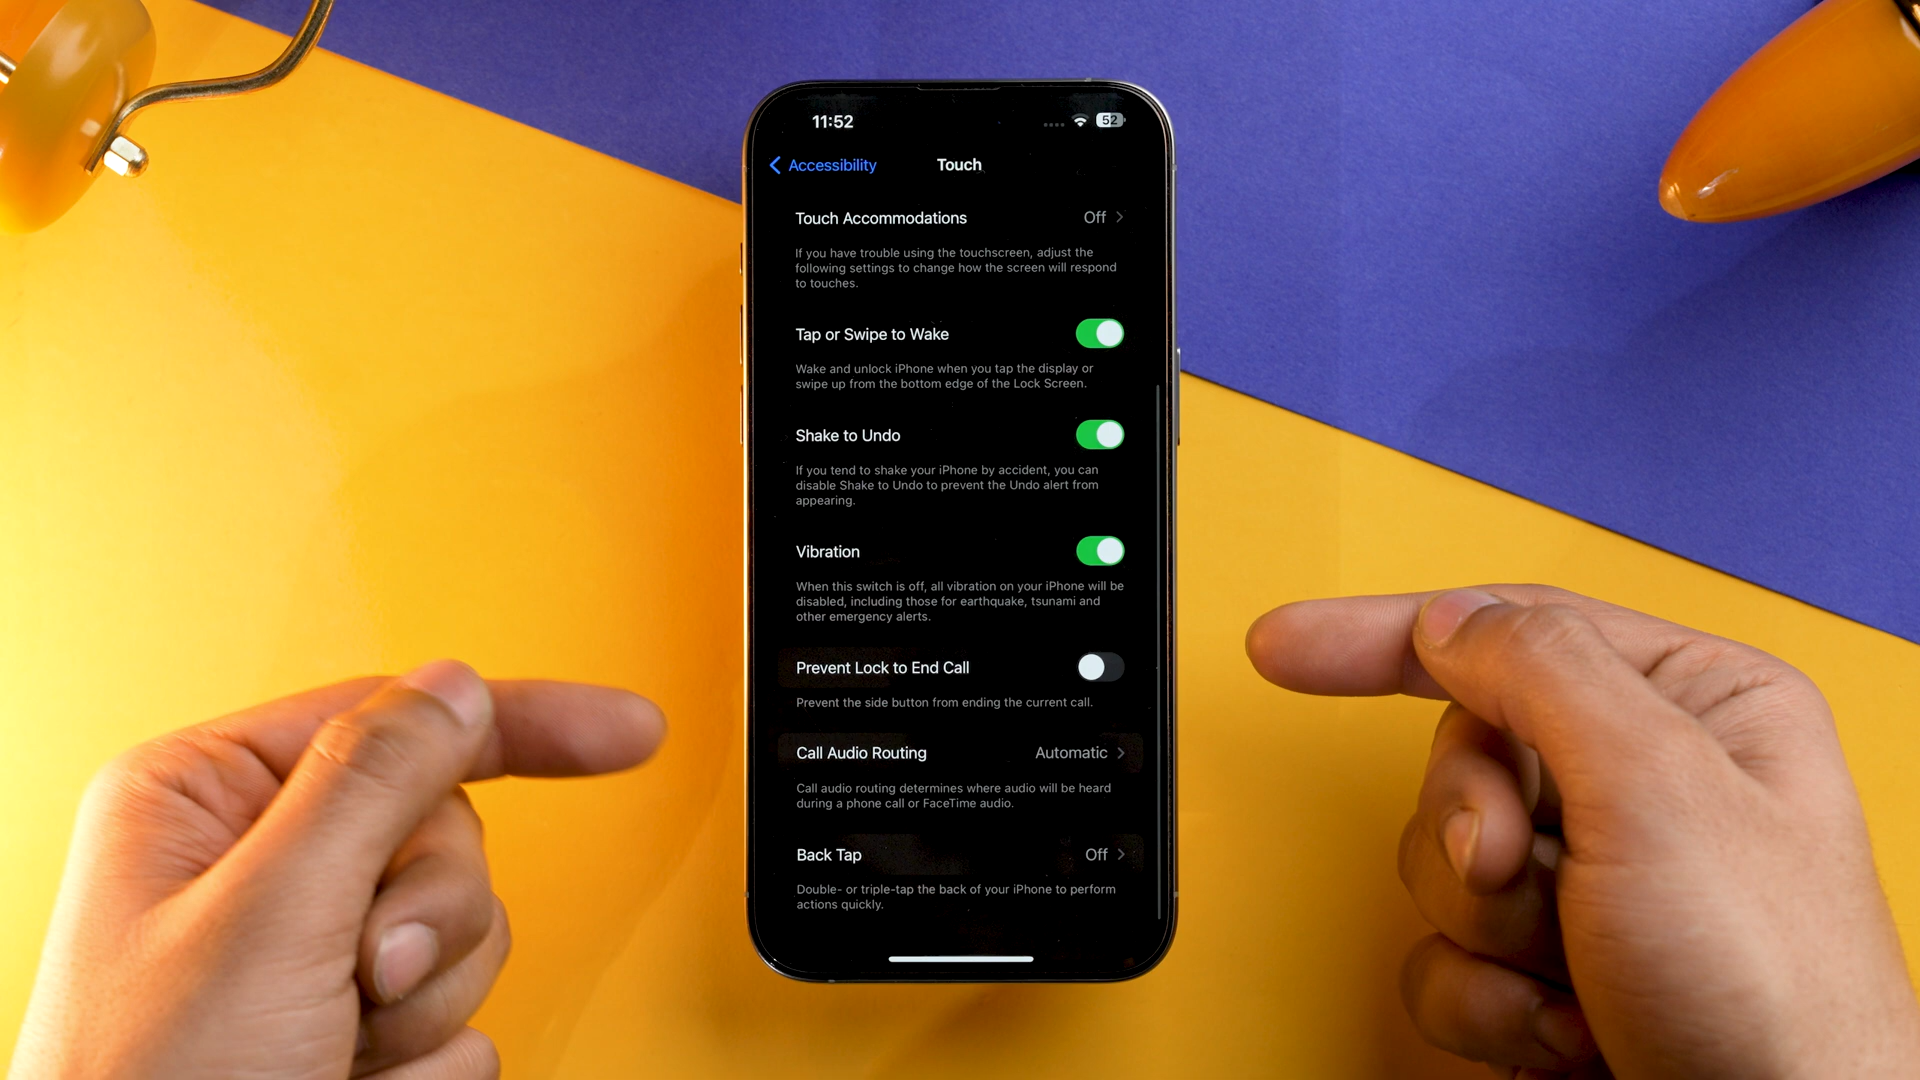 11:52
52
Accessibility
Touch
Touch Accommodations
Off
If you have trouble using the touchscreen, adjust the
following settings to change how the screen will respond
to touches.
Tap or Swipe to Wake
Wake and unlock iPhone when you tap the display or
swipe up from the bottom edge of the Lock Screen.
Shake to Undo
If you tend to shake your iPhone by accident, you can
disable Shake to Undo to prevent the Undo alert from
appearing.
Vibration
When this switch is off, all vibration on your iPhone will be
disabled, including those for earthquake, tsunami and
other emergency alerts.
Prevent Lock to End Call
Prevent the side button from ending the current call.
Call Audio Routing
Automatic
Call audio routing determines where audio will be heard
during a phone call or FaceTime audio.
Back Tap
Off
Double- or triple-tap the back of your iPhone to perform
actions quickly.